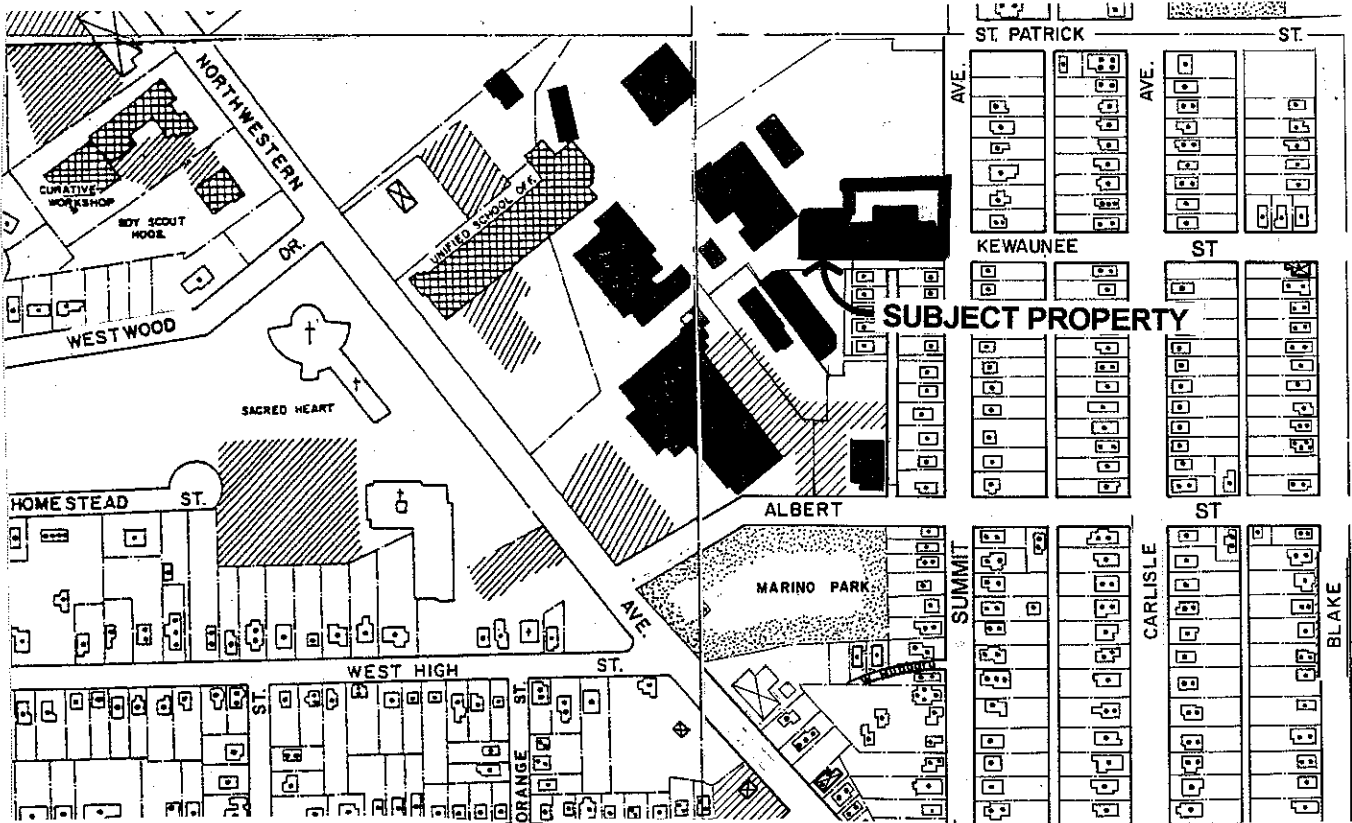 ST. PATRICK
ST.
NORTHWESTERN
AVE.
AVE.
CURATIVE
WORKSHOP
BOY SCOUT
HDQS.
UNIFIED SCHOOL OFF.
DR.
KEWAUNEE
ST
WESTWOOD
SUBJECT PROPERTY
SACRED HEART
HOMESTEAD
ST.
ALBERT
ST
MARINO PARK
AVE.
SUMMIT
CARLISLE
BLAKE
WEST HIGH
ST.
ST.
ORANGE ST.